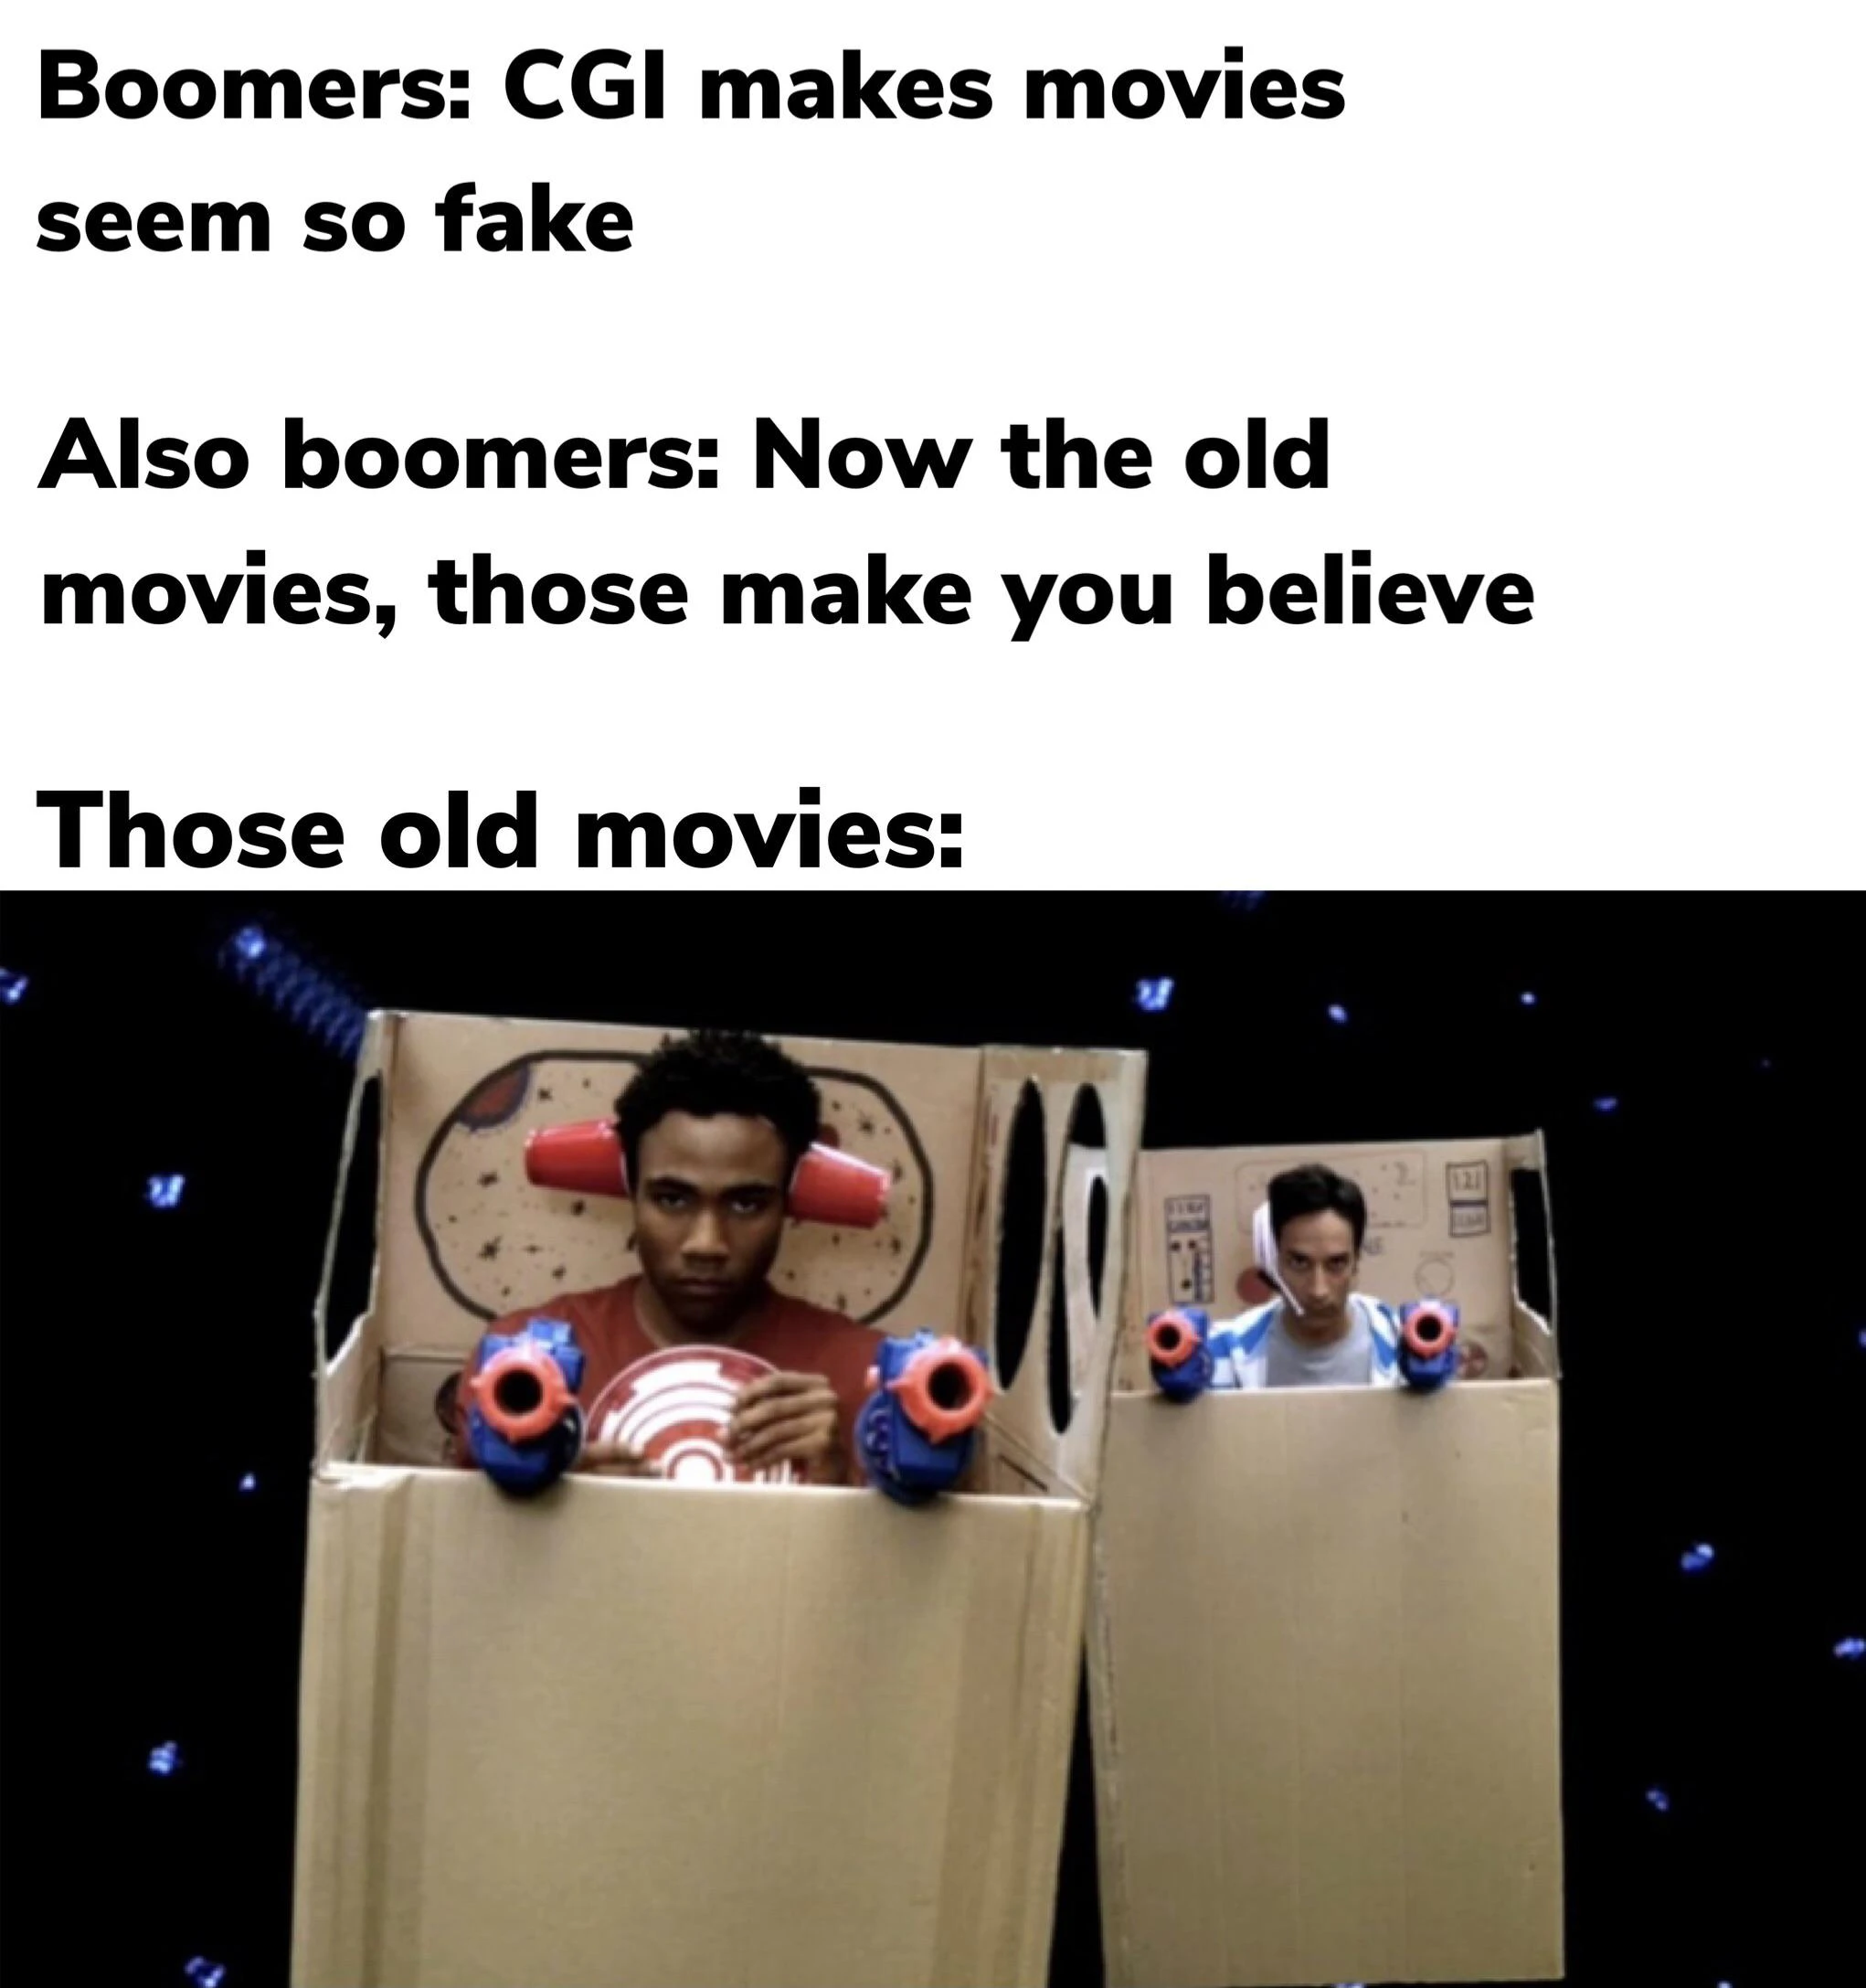 Boomers: CGI makes movies
seem so fake
Also boomers: Now the old
movies, those make you believe
Those old movies: